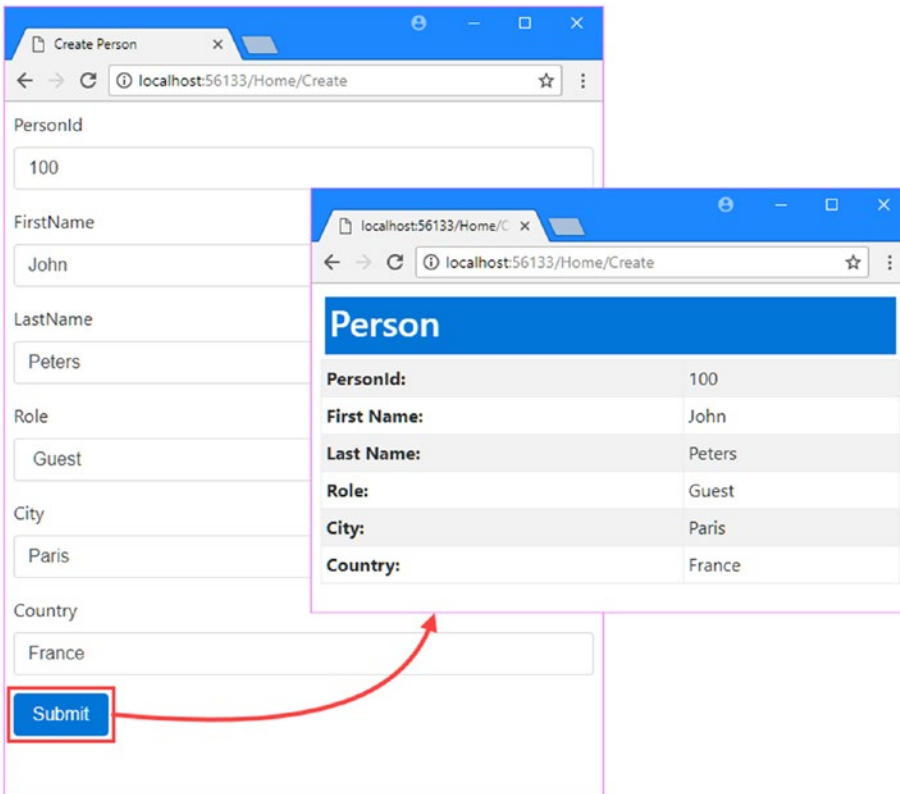 Create Person
localhost:56133/Home/Create
PersonId
100
FirstName
John
LastName
Peters
Role
Guest
City
Paris
Country
France
Submit
localhost:56133/Home/C
localhost:56133/Home/Create
Person
PersonId: 100
First Name: John
Last Name: Peters
Role: Guest
City: Paris
Country: France